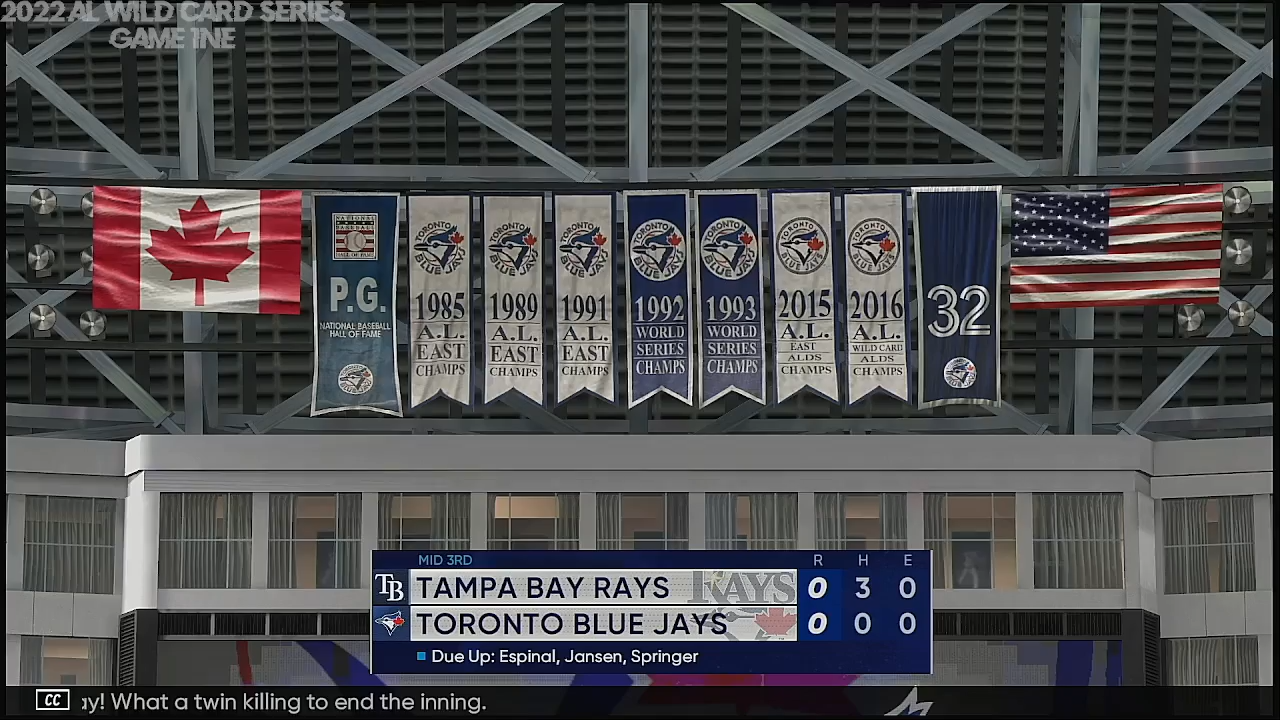 2022 AL WILD CARD SERIES
GAME 1NE
NATIONAL
BASEBALL
HALL OF FAME
P.G.
NATIONAL BASEBALL
HALL OF FAME
TORONTO
BLUE JAYS
1985
A.L.
EAST
CHAMPS
TORONTO
BLUE JAYS
1989
A.L.
EAST
CHAMPS
TORONTO
BLUE JAYS
1991
A.L.
EAST
CHAMPS
TORONTO
BLUE JAYS
1992
WORLD
SERIES
CHAMPS
TORONTO
BLUE JAYS
1993
WORLD
SERIES
CHAMPS
TORONTO
BLUE JAYS
2015
A.L.
EAST
ALDS
CHAMPS
TORONTO
BLUE JAYS
2016
A.L.
WILD CARD
ALDS
CHAMPS
32
MID 3RD R H E
TB TAMPA BAY RAYS RAYS 0 3 0
TORONTO BLUE JAYS 0 0 0
Due Up: Espinal, Jansen, Springer
CC ay! What a twin killing to end the inning.